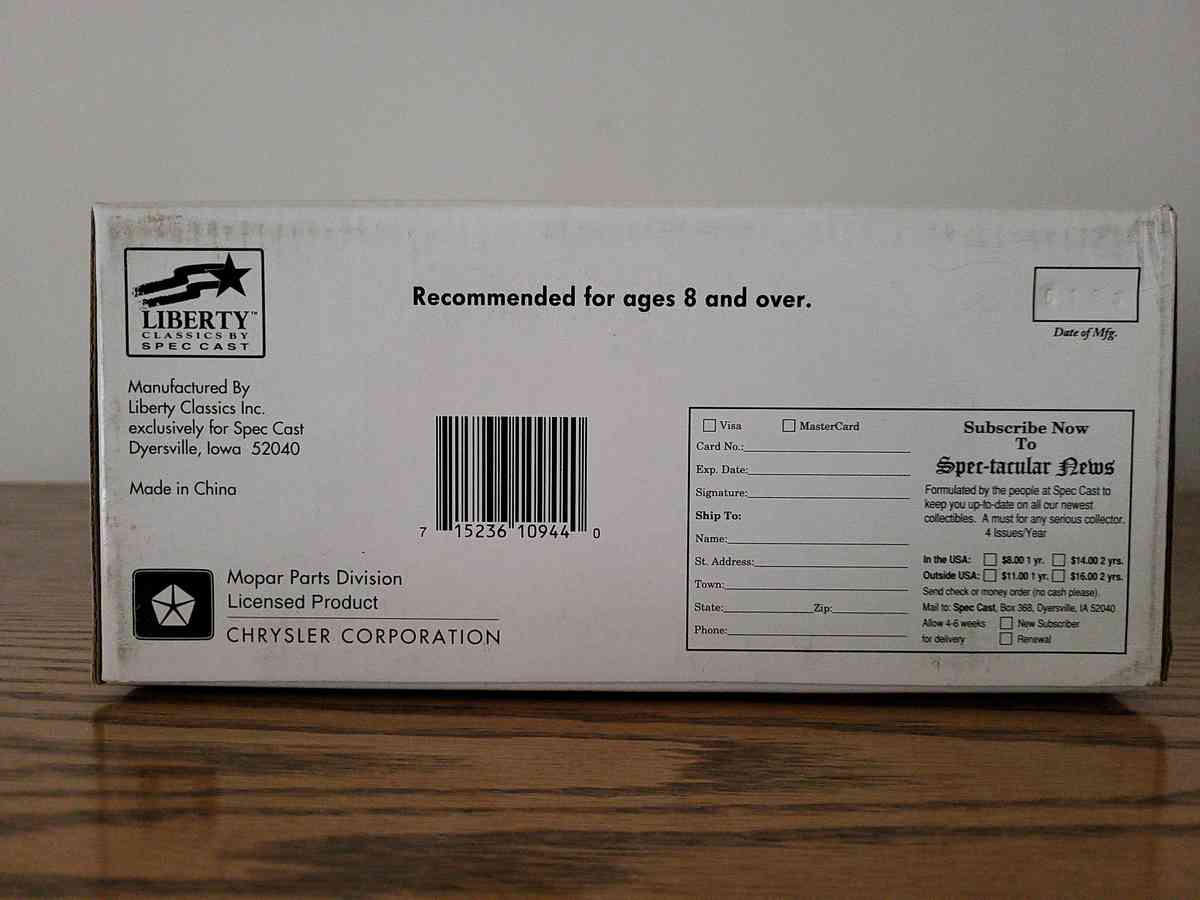 LIBERTY™
CLASSICS BY
SPEC CAST
Recommended for ages 8 and over.
Date of Mfg.
Manufactured By
Liberty Classics Inc.
exclusively for Spec Cast
Dyersville, Iowa 52040
Made in China
7 15236 10944 0
Mopar Parts Division
Licensed Product
CHRYSLER CORPORATION
Visa MasterCard
Card No.:
Exp. Date:
Signature:
Ship To:
Name:
St. Address:
Town:
State: Zip:
Phone:
Subscribe Now
To
Spec-tacular News
Formulated by the people at Spec Cast to
keep you up-to-date on all our newest
collectibles. A must for any serious collector.
4 Issues/Year
In the USA: $8.00 1 yr. $14.00 2 yrs.
Outside USA: $11.00 1 yr. $16.00 2 yrs.
Send check or money order (no cash please).
Mail to: Spec Cast, Box 368, Dyersville, IA 52040
Allow 4-6 weeks New Subscriber
for delivery Renewal